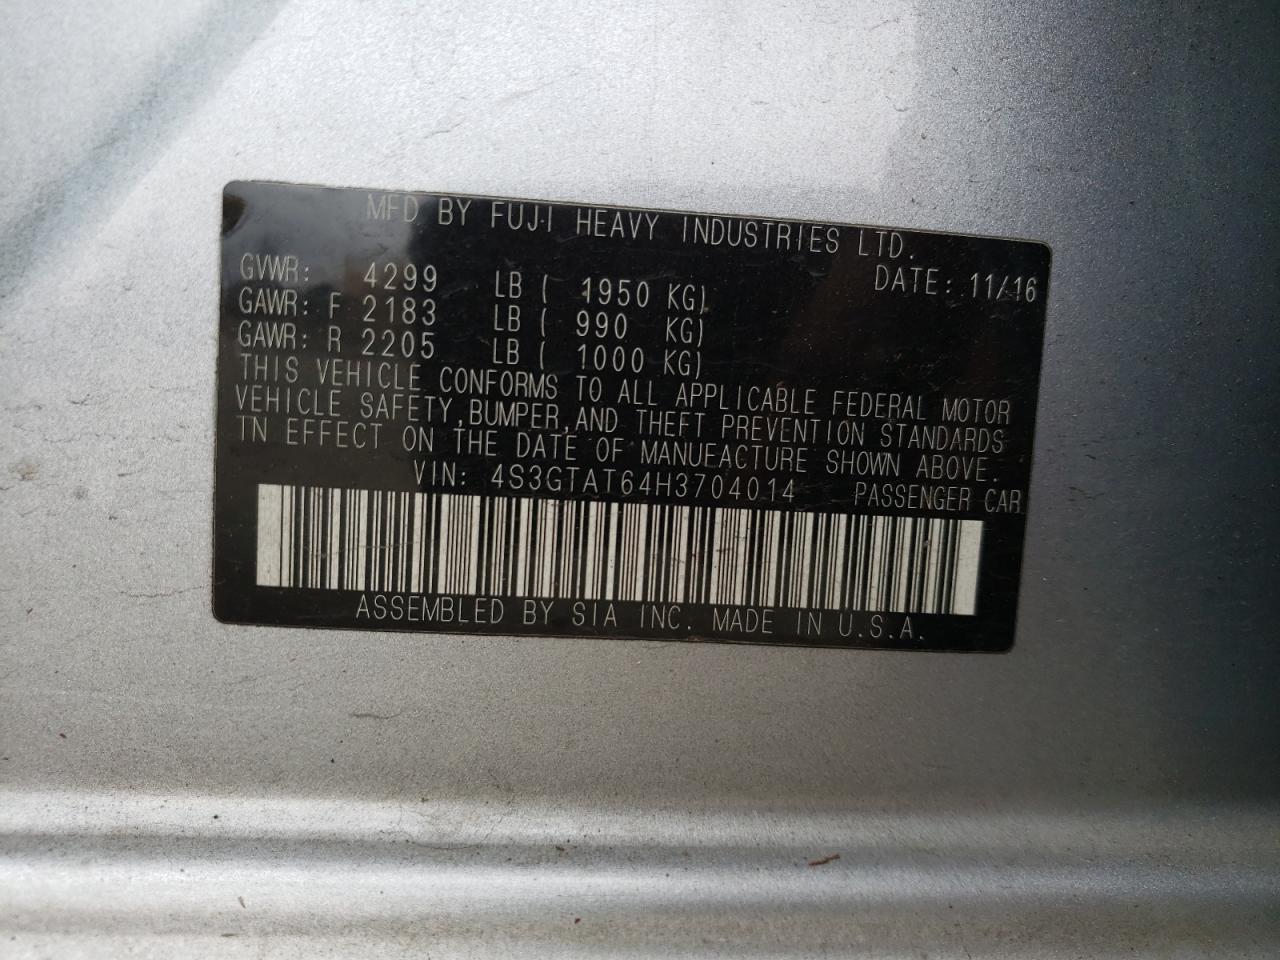 MFD BY FUJI HEAVY INDUSTRIES LTD.
DATE: 11/16
GVWR: 4299 LB ( 1950 KG)
GAWR: F 2183 LB ( 990 KG)
GAWR: R 2205 LB ( 1000 KG)
THIS VEHICLE CONFORMS TO ALL APPLICABLE FEDERAL MOTOR
VEHICLE SAFETY, BUMPER, AND THEFT PREVENTION STANDARDS
IN EFFECT ON THE DATE OF MANUFACTURE SHOWN ABOVE.
VIN: 4S3GTAT64H3704014 PASSENGER CAR
ASSEMBLED BY SIA INC. MADE IN U.S.A.